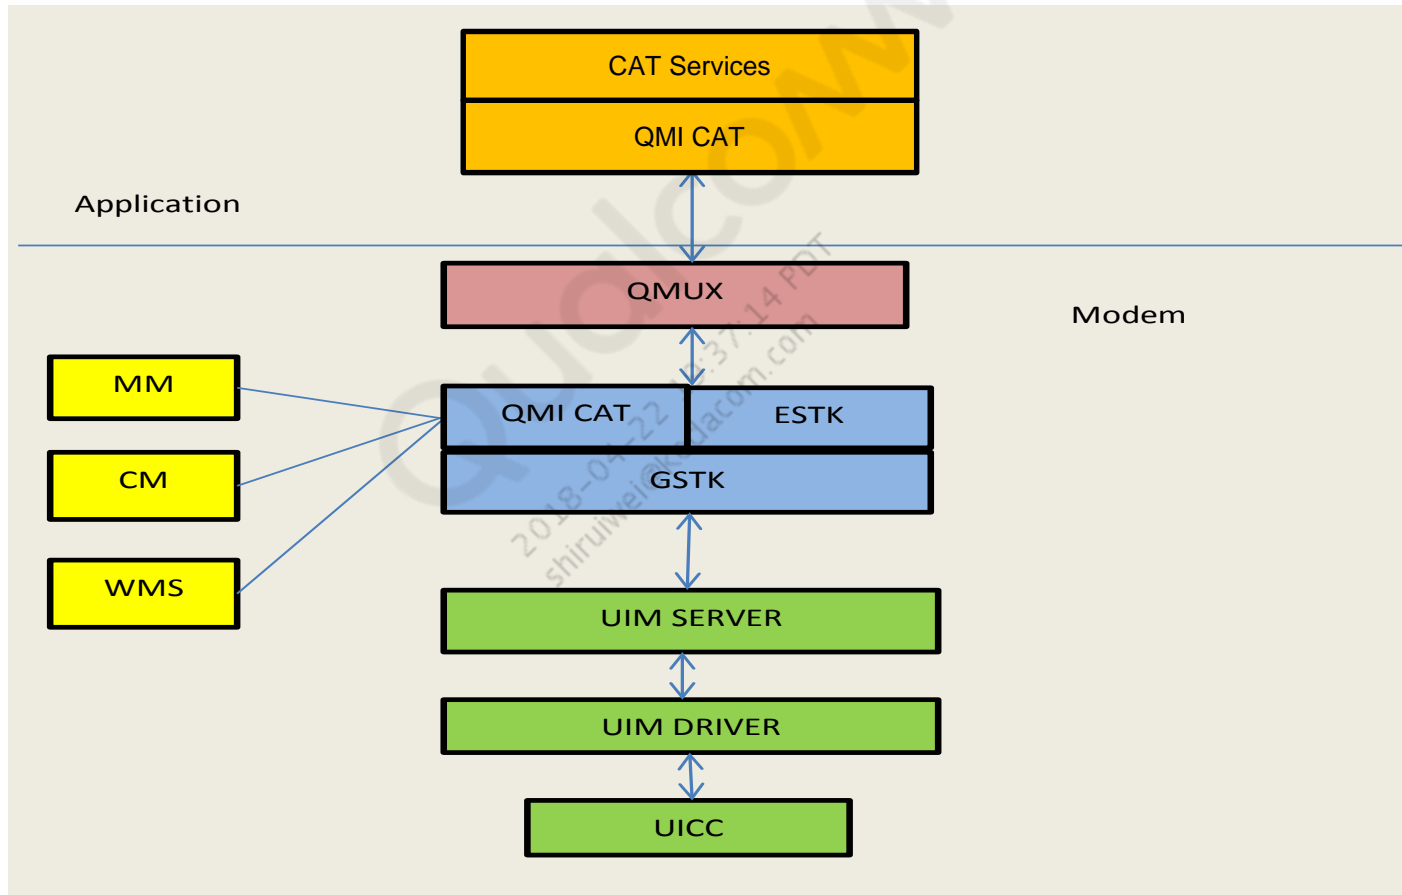 CAT Services
QMI CAT
Application
QMUX
Modem
MM
QMI CAT
ESTK
CM
GSTK
WMS
UIM SERVER
UIM DRIVER
UICC
Qualcomm